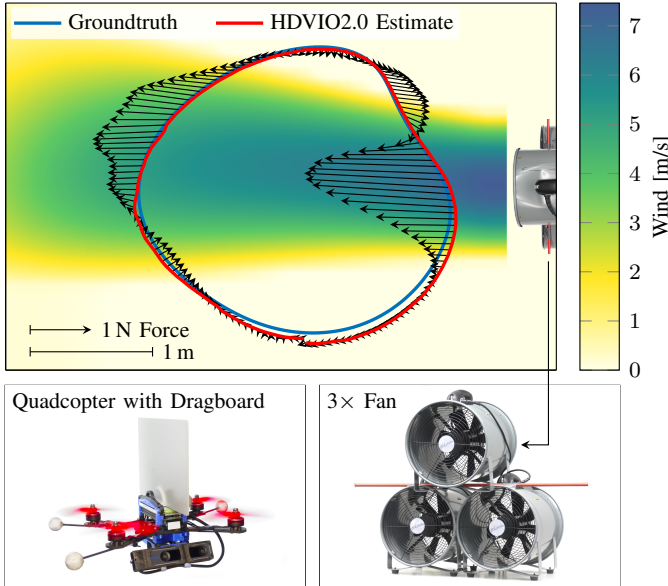 Groundtruth
HDVIO2.0 Estimate
1 N Force
1 m
7
6
5
4
3
2
1
0
Wind [m/s]
Quadcopter with Dragboard
3× Fan